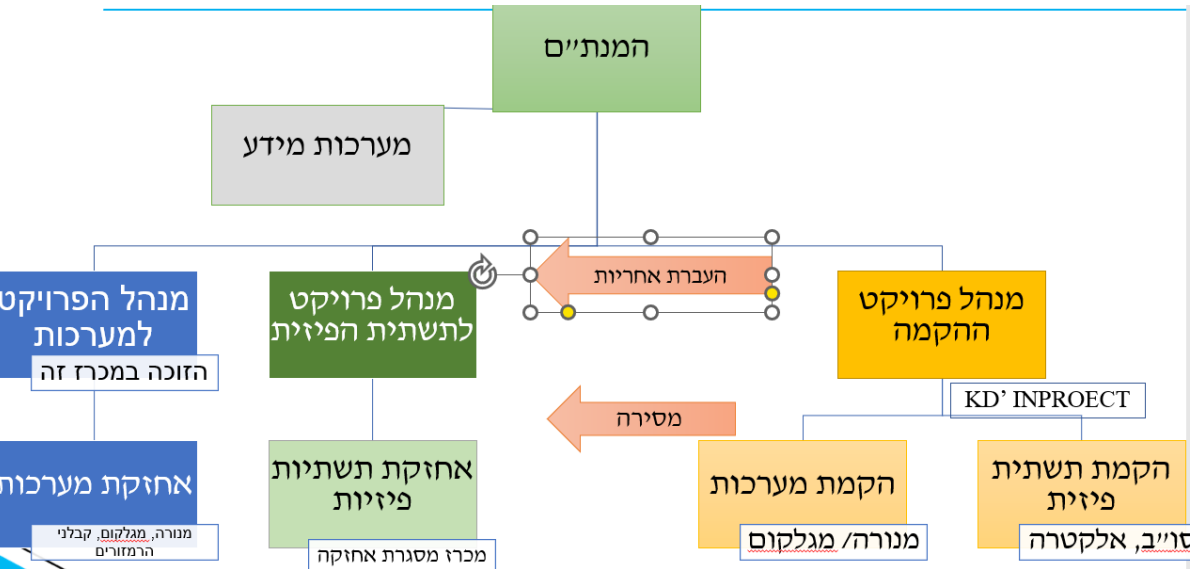 המנת״ים
מערכות מידע
העברת אחריות
מנהל פרויקט
ההקמה
מנהל פרויקט
לתשתית הפיזית
מנהל הפרויקט
למערכות
הזוכה במכרז זה
KD’ INPROECT
מסירה
הקמת תשתית
פיזית
הקמת מערכות
אחזקת תשתיות
פיזיות
אחזקת מערכות
סו״ב, אלקטרה
מנורה/ מגלקום
מכרז מסגרת אחזקה
מנורה, מגלקום, קבלני
הרמזורים